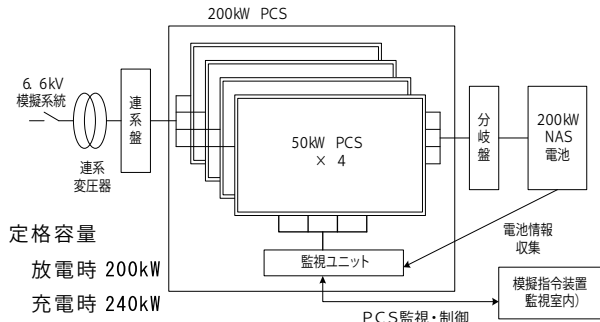 200kW PCS
6.6kV
模擬系統
連系盤
連系
変圧器
50kW PCS
× 4
分岐盤
200kW
NAS
電池
定格容量
放電時 200kW
充電時 240kW
監視ユニット
電池情報
収集
模擬指令装置
監視室内)
PCS監視・制御